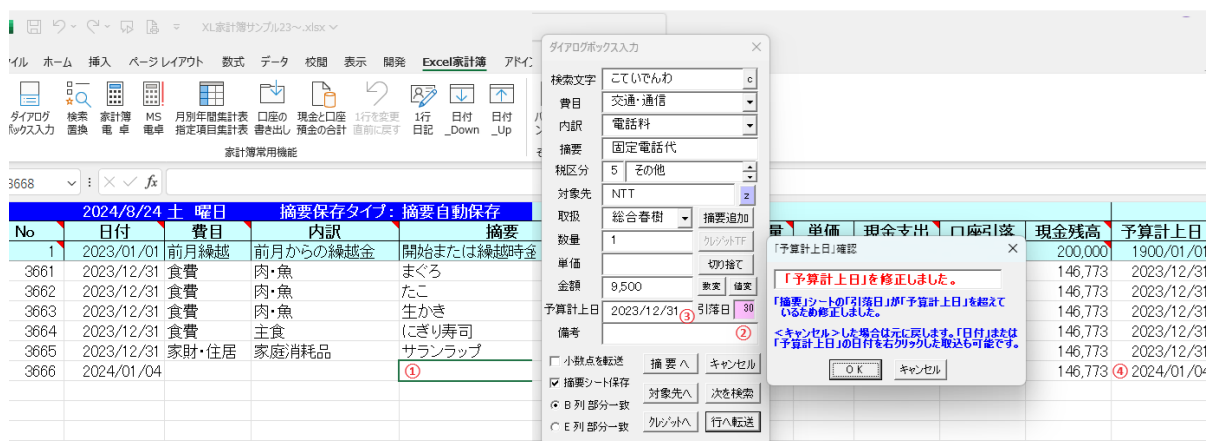 XL家計簿サンプル23～.xlsx
イル ホーム 挿入 ページ レイアウト 数式 データ 校閲 表示 開発 Excel家計簿 アドイン
ダイアログ ボックス入力 検索 置換 家計簿 電 卓 MS 電卓 月別年間集計表 指定項目集計表 口座の 書き出し 現金と口座 預金の合計 1行を変更 直前に戻す 1行 日記 日付 _Down 日付 _Up
家計簿常用機能
3668 fx
2024/8/24 土 曜日 摘要保存タイプ: 摘要自動保存
No 日付 費目 内訳 摘要 単価 現金支出 口座引落 現金残高 予算計上日
1 2023/01/01 前月繰越 前月からの繰越金 開始または繰越時金 200,000 1900/01/01
3661 2023/12/31 食費 肉・魚 まぐろ 146,773 2023/12/31
3662 2023/12/31 食費 肉・魚 たこ 146,773 2023/12/31
3663 2023/12/31 食費 肉・魚 生かき 146,773 2023/12/31
3664 2023/12/31 食費 主食 にぎり寿司 146,773 2023/12/31
3665 2023/12/31 家財・住居 家庭消耗品 サランラップ 146,773 2023/12/31
3666 2024/01/04 ① 146,773 ④ 2024/01/04
ダイアログボックス入力
検索文字 こていでんわ c
費目 交通・通信
内訳 電話料
摘要 固定電話代
税区分 5 その他
対象先 NTT z
取扱 総合春樹 摘要追加
数量 1 クレジットTF
単価 切り捨て
金額 9,500 数変 値変
予算計上日 2023/12/31 ③ 引落日 30
備考 ②
小数点を転送 摘 要 へ キャンセル
摘要シート保存
対象先へ 次を検索
B 列 部分一致
E 列 部分一致 クレジットへ 行へ転送
「予算計上日」確認
「予算計上日」を修正しました。
「摘要」シートの「引落日」が「予算計上日」を超えて
いるため修正しました。
＜キャンセル＞した場合は元に戻します。「日付」または
「予算計上日」の日付を右クリックした取込も可能です。
O K キャンセル